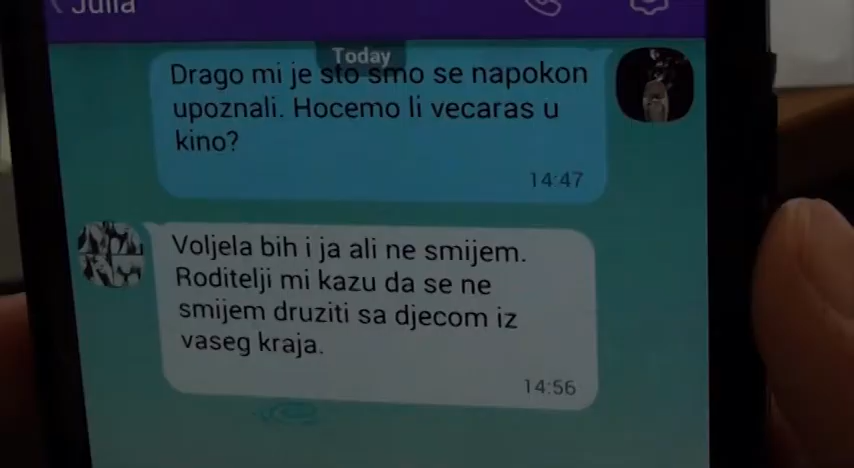 Julia
Today
Drago mi je sto smo se napokon
upoznali. Hocemo li vecaras u
kino?
14:47
Voljela bih i ja ali ne smijem.
Roditelji mi kazu da se ne
smijem druziti sa djecom iz
vaseg kraja.
14:56